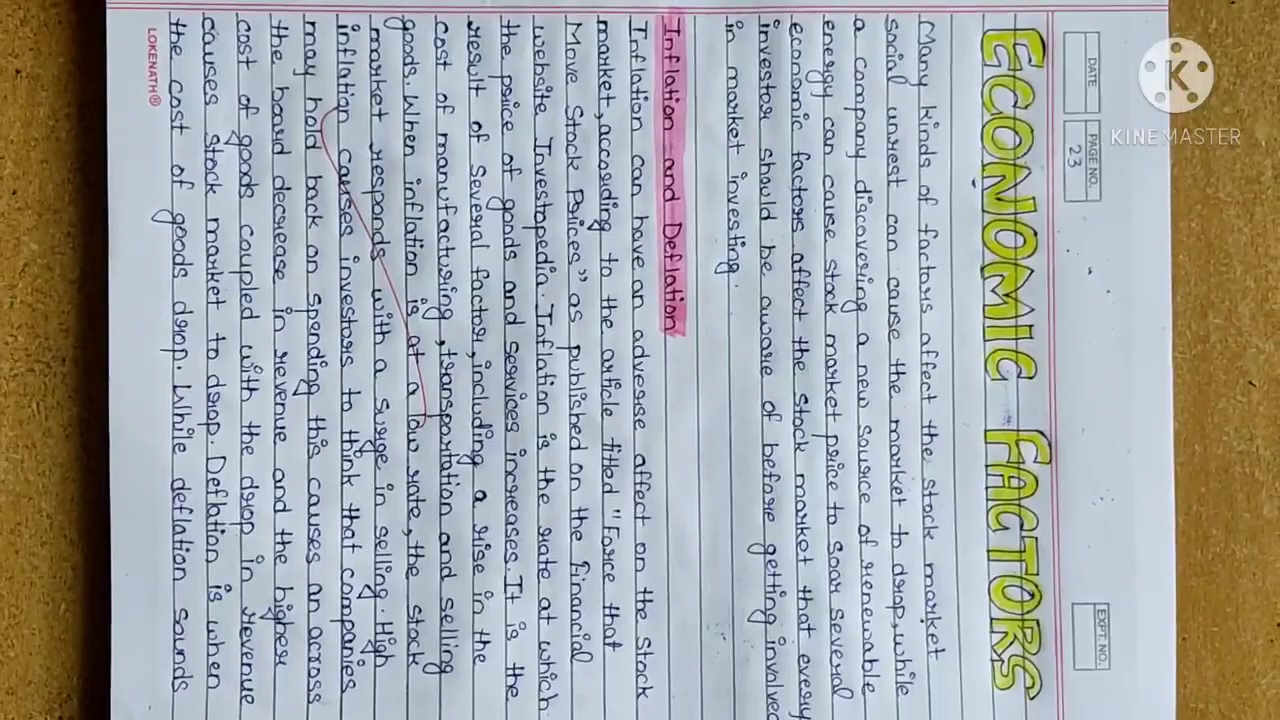 DATE
PAGE NO.
23
EXPT. NO.
ECONOMIC FACTORS
Many kinds of factors affect the stock market
social unrest can cause the market to drop, while
a company discovering a new source of renewable
energy can cause stock market price to soar several
economic factors affect the stock market that every
investor should be aware of before getting involved
in market investing.
Inflation and Deflation
Inflation can have an adverse affect on the stock
market, according to the article titled "Force that
Move Stock Prices" as published on the financial
website Investopedia. Inflation is the rate at which
the price of goods and services increases. It is the
result of several factor, including a rise in the
cost of manufacturing, transportation and selling
goods. When inflation is at a low rate, the stock
market responds with a surge in selling. High
inflation causes investors to think that companies
may hold back on spending this causes an across
the board decrease in revenue and the higher
cost of goods coupled with the drop in revenue
causes stock market to drop. Deflation is when
the cost of goods drop. While deflation sounds
LOKENATH®
K
KINEMASTER